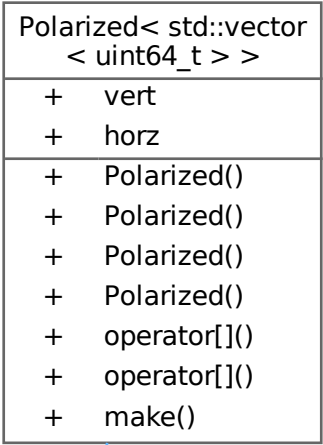 Polarized< std::vector
< uint64_t > >
+ vert
+ horz
+ Polarized()
+ Polarized()
+ Polarized()
+ Polarized()
+ operator[]()
+ operator[]()
+ make()